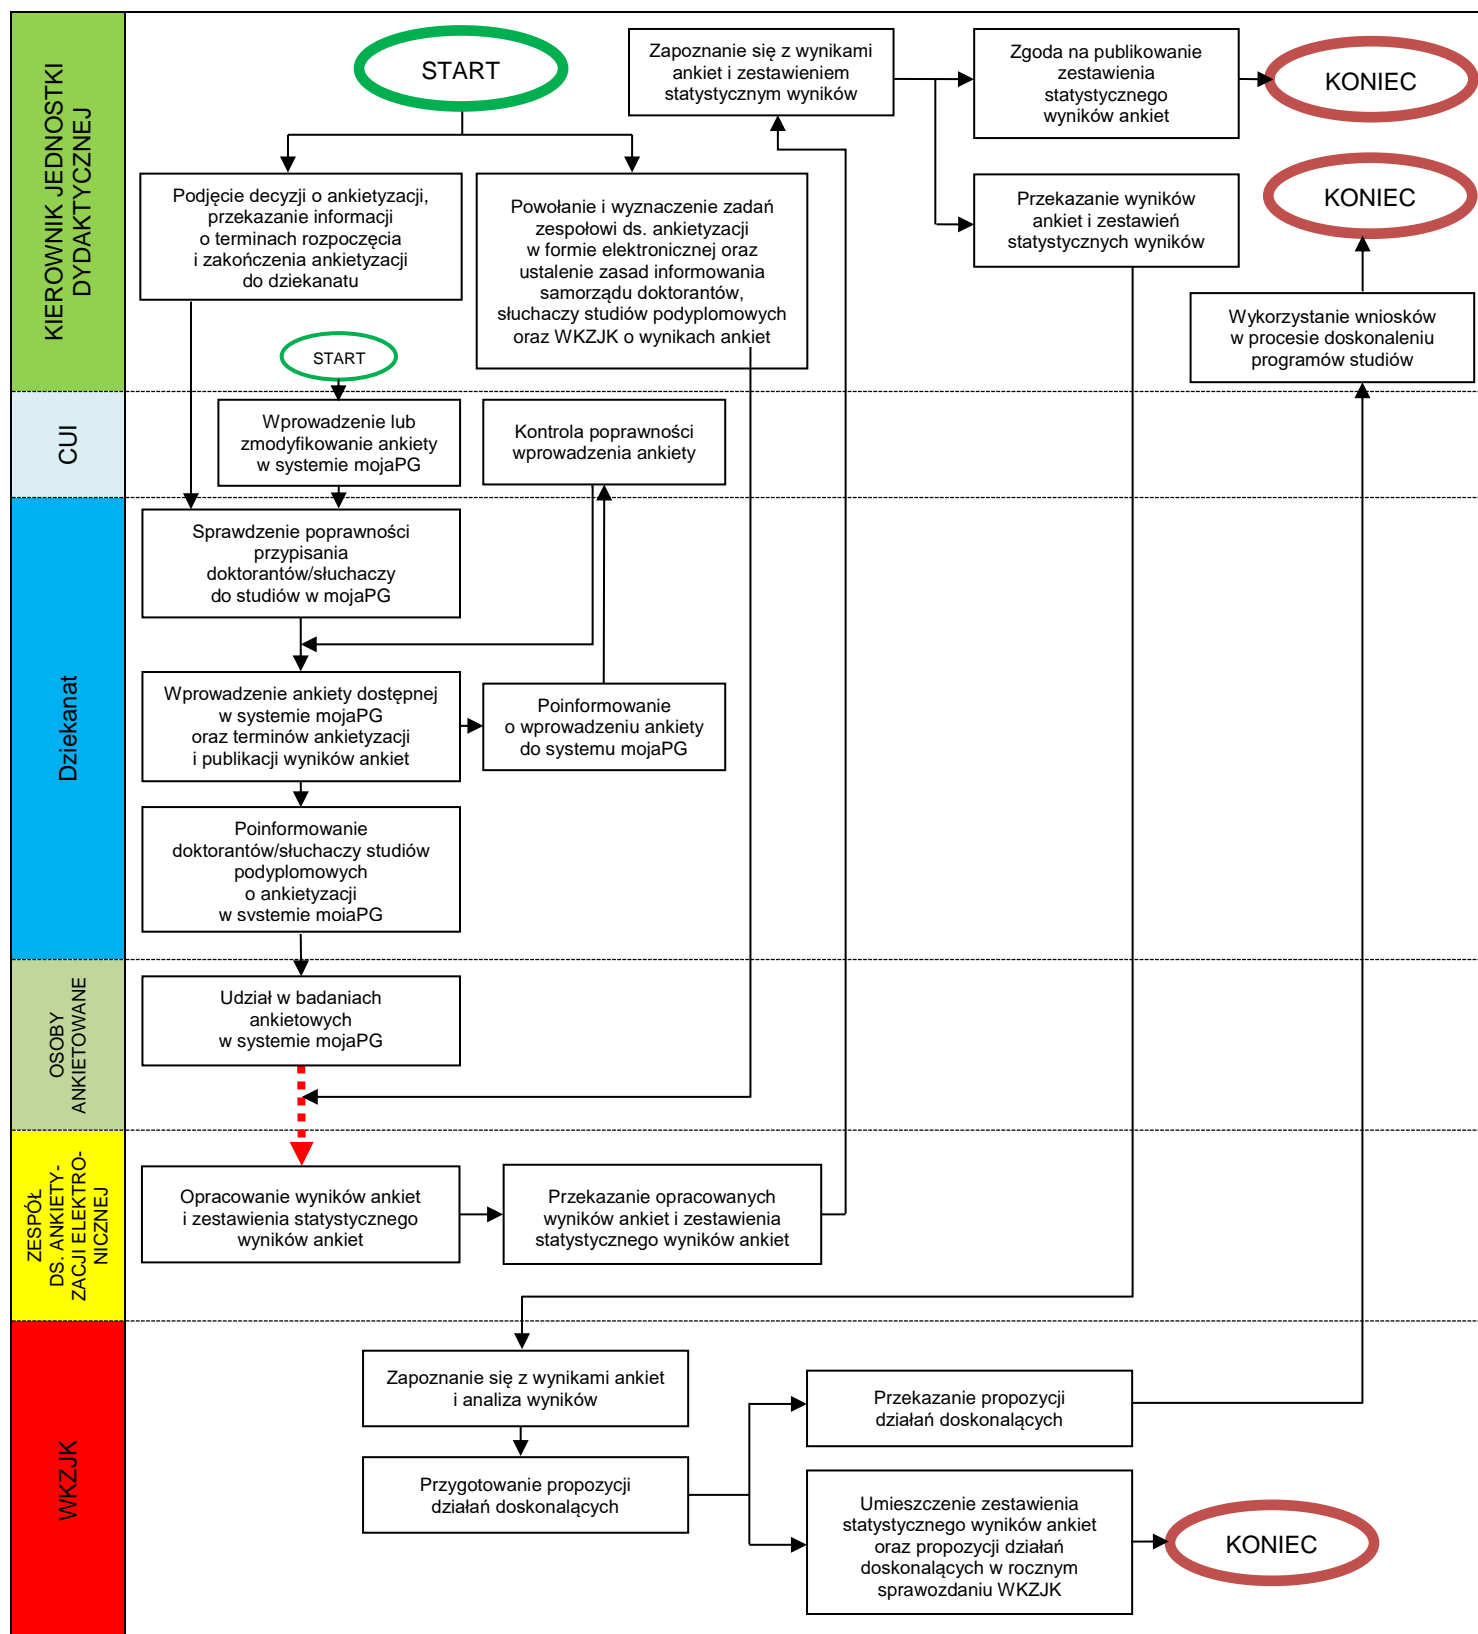 KIEROWNIK JEDNOSTKI
DYDAKTYCZNEJ
START
Zapoznanie się z wynikami
ankiet i zestawieniem
statystycznym wyników
Zgoda na publikowanie
zestawienia
statystycznego
wyników ankiet
KONIEC
Podjęcie decyzji o ankietyzacji,
przekazanie informacji
o terminach rozpoczęcia
i zakończenia ankietyzacji
do dziekanatu
Powołanie i wyznaczenie zadań
zespołowi ds. ankietyzacji
w formie elektronicznej oraz
ustalenie zasad informowania
samorządu doktorantów,
słuchaczy studiów podyplomowych
oraz WKZJK o wynikach ankiet
Przekazanie wyników
ankiet i zestawień
statystycznych wyników
KONIEC
Wykorzystanie wniosków
w procesie doskonaleniu
programów studiów
START
CUI
Wprowadzenie lub
zmodyfikowanie ankiety
w systemie mojaPG
Kontrola poprawności
wprowadzenia ankiety
Dziekanat
Sprawdzenie poprawności
przypisania
doktorantów/słuchaczy
do studiów w mojaPG
Wprowadzenie ankiety dostępnej
w systemie mojaPG
oraz terminów ankietyzacji
i publikacji wyników ankiet
Poinformowanie
o wprowadzeniu ankiety
do systemu mojaPG
Poinformowanie
doktorantów/słuchaczy studiów
podyplomowych
o ankietyzacji
w systemie mojaPG
OSOBY
ANKIETOWANE
Udział w badaniach
ankietowych
w systemie mojaPG
ZESPÓŁ
DS. ANKIETY-
ZACJI ELEKTRO-
NICZNEJ
Opracowanie wyników ankiet
i zestawienia statystycznego
wyników ankiet
Przekazanie opracowanych
wyników ankiet i zestawienia
statystycznego wyników ankiet
WKZJK
Zapoznanie się z wynikami ankiet
i analiza wyników
Przekazanie propozycji
działań doskonalących
Przygotowanie propozycji
działań doskonalących
Umieszczenie zestawienia
statystycznego wyników ankiet
oraz propozycji działań
doskonalących w rocznym
sprawozdaniu WKZJK
KONIEC